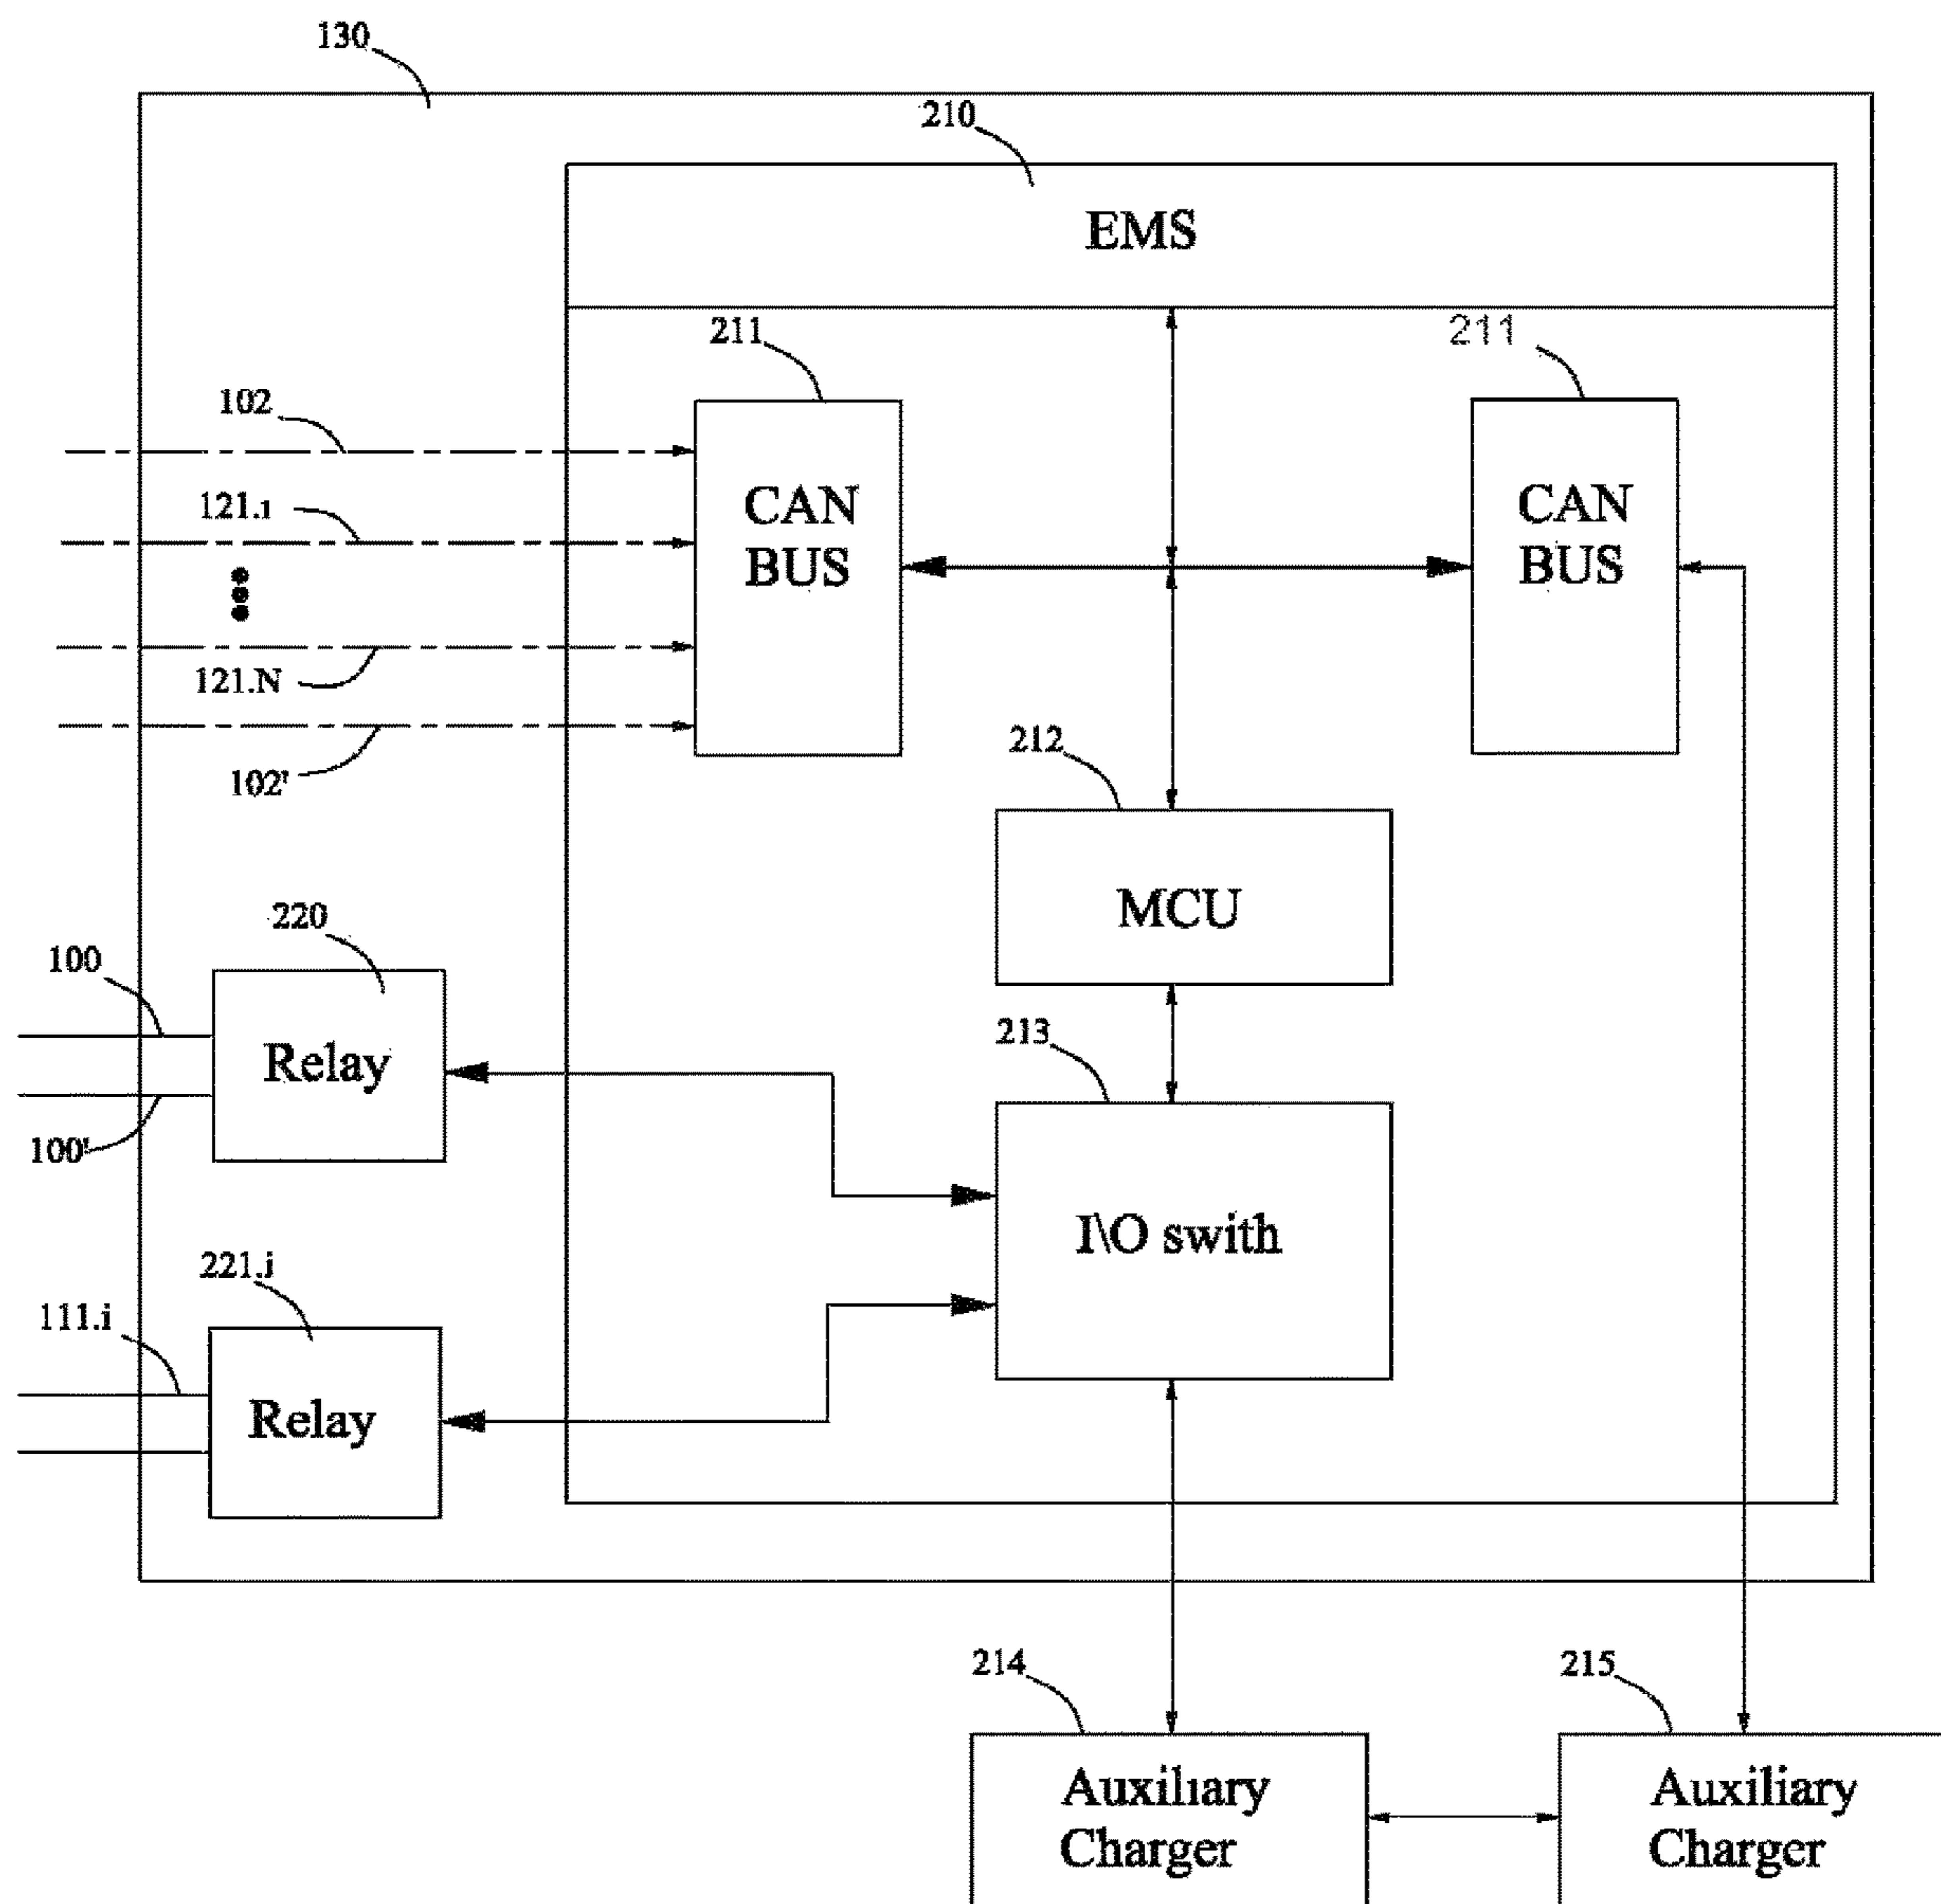 130
210
EMS
211
211
102
CAN
BUS
CAN
BUS
121.1
121.N
102'
212
MCU
220
100
Relay
100'
213
I\O swith
221.j
111.i
Relay
214
215
Auxiliary
Charger
Auxiliary
Charger